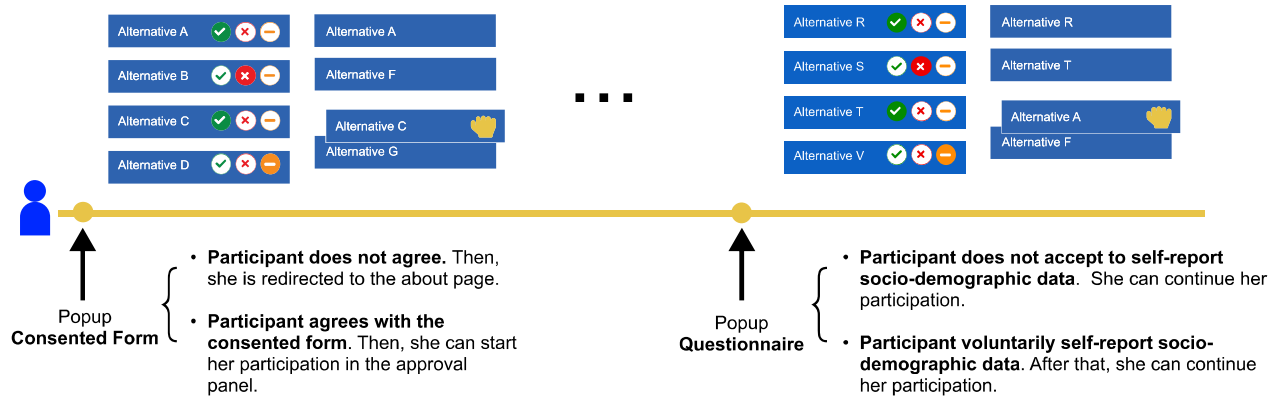 Alternative A
Alternative B
Alternative C
Alternative D
Alternative A
Alternative F
Alternative C
Alternative G
...
Alternative R
Alternative S
Alternative T
Alternative V
Alternative R
Alternative T
Alternative A
Alternative F
Popup
Consented Form
• Participant does not agree. Then,
she is redirected to the about page.
• Participant agrees with the
consented form. Then, she can start
her participation in the approval
panel.
Popup
Questionnaire
• Participant does not accept to self-report
socio-demographic data. She can continue her
participation.
• Participant voluntarily self-report socio-
demographic data. After that, she can continue
her participation.